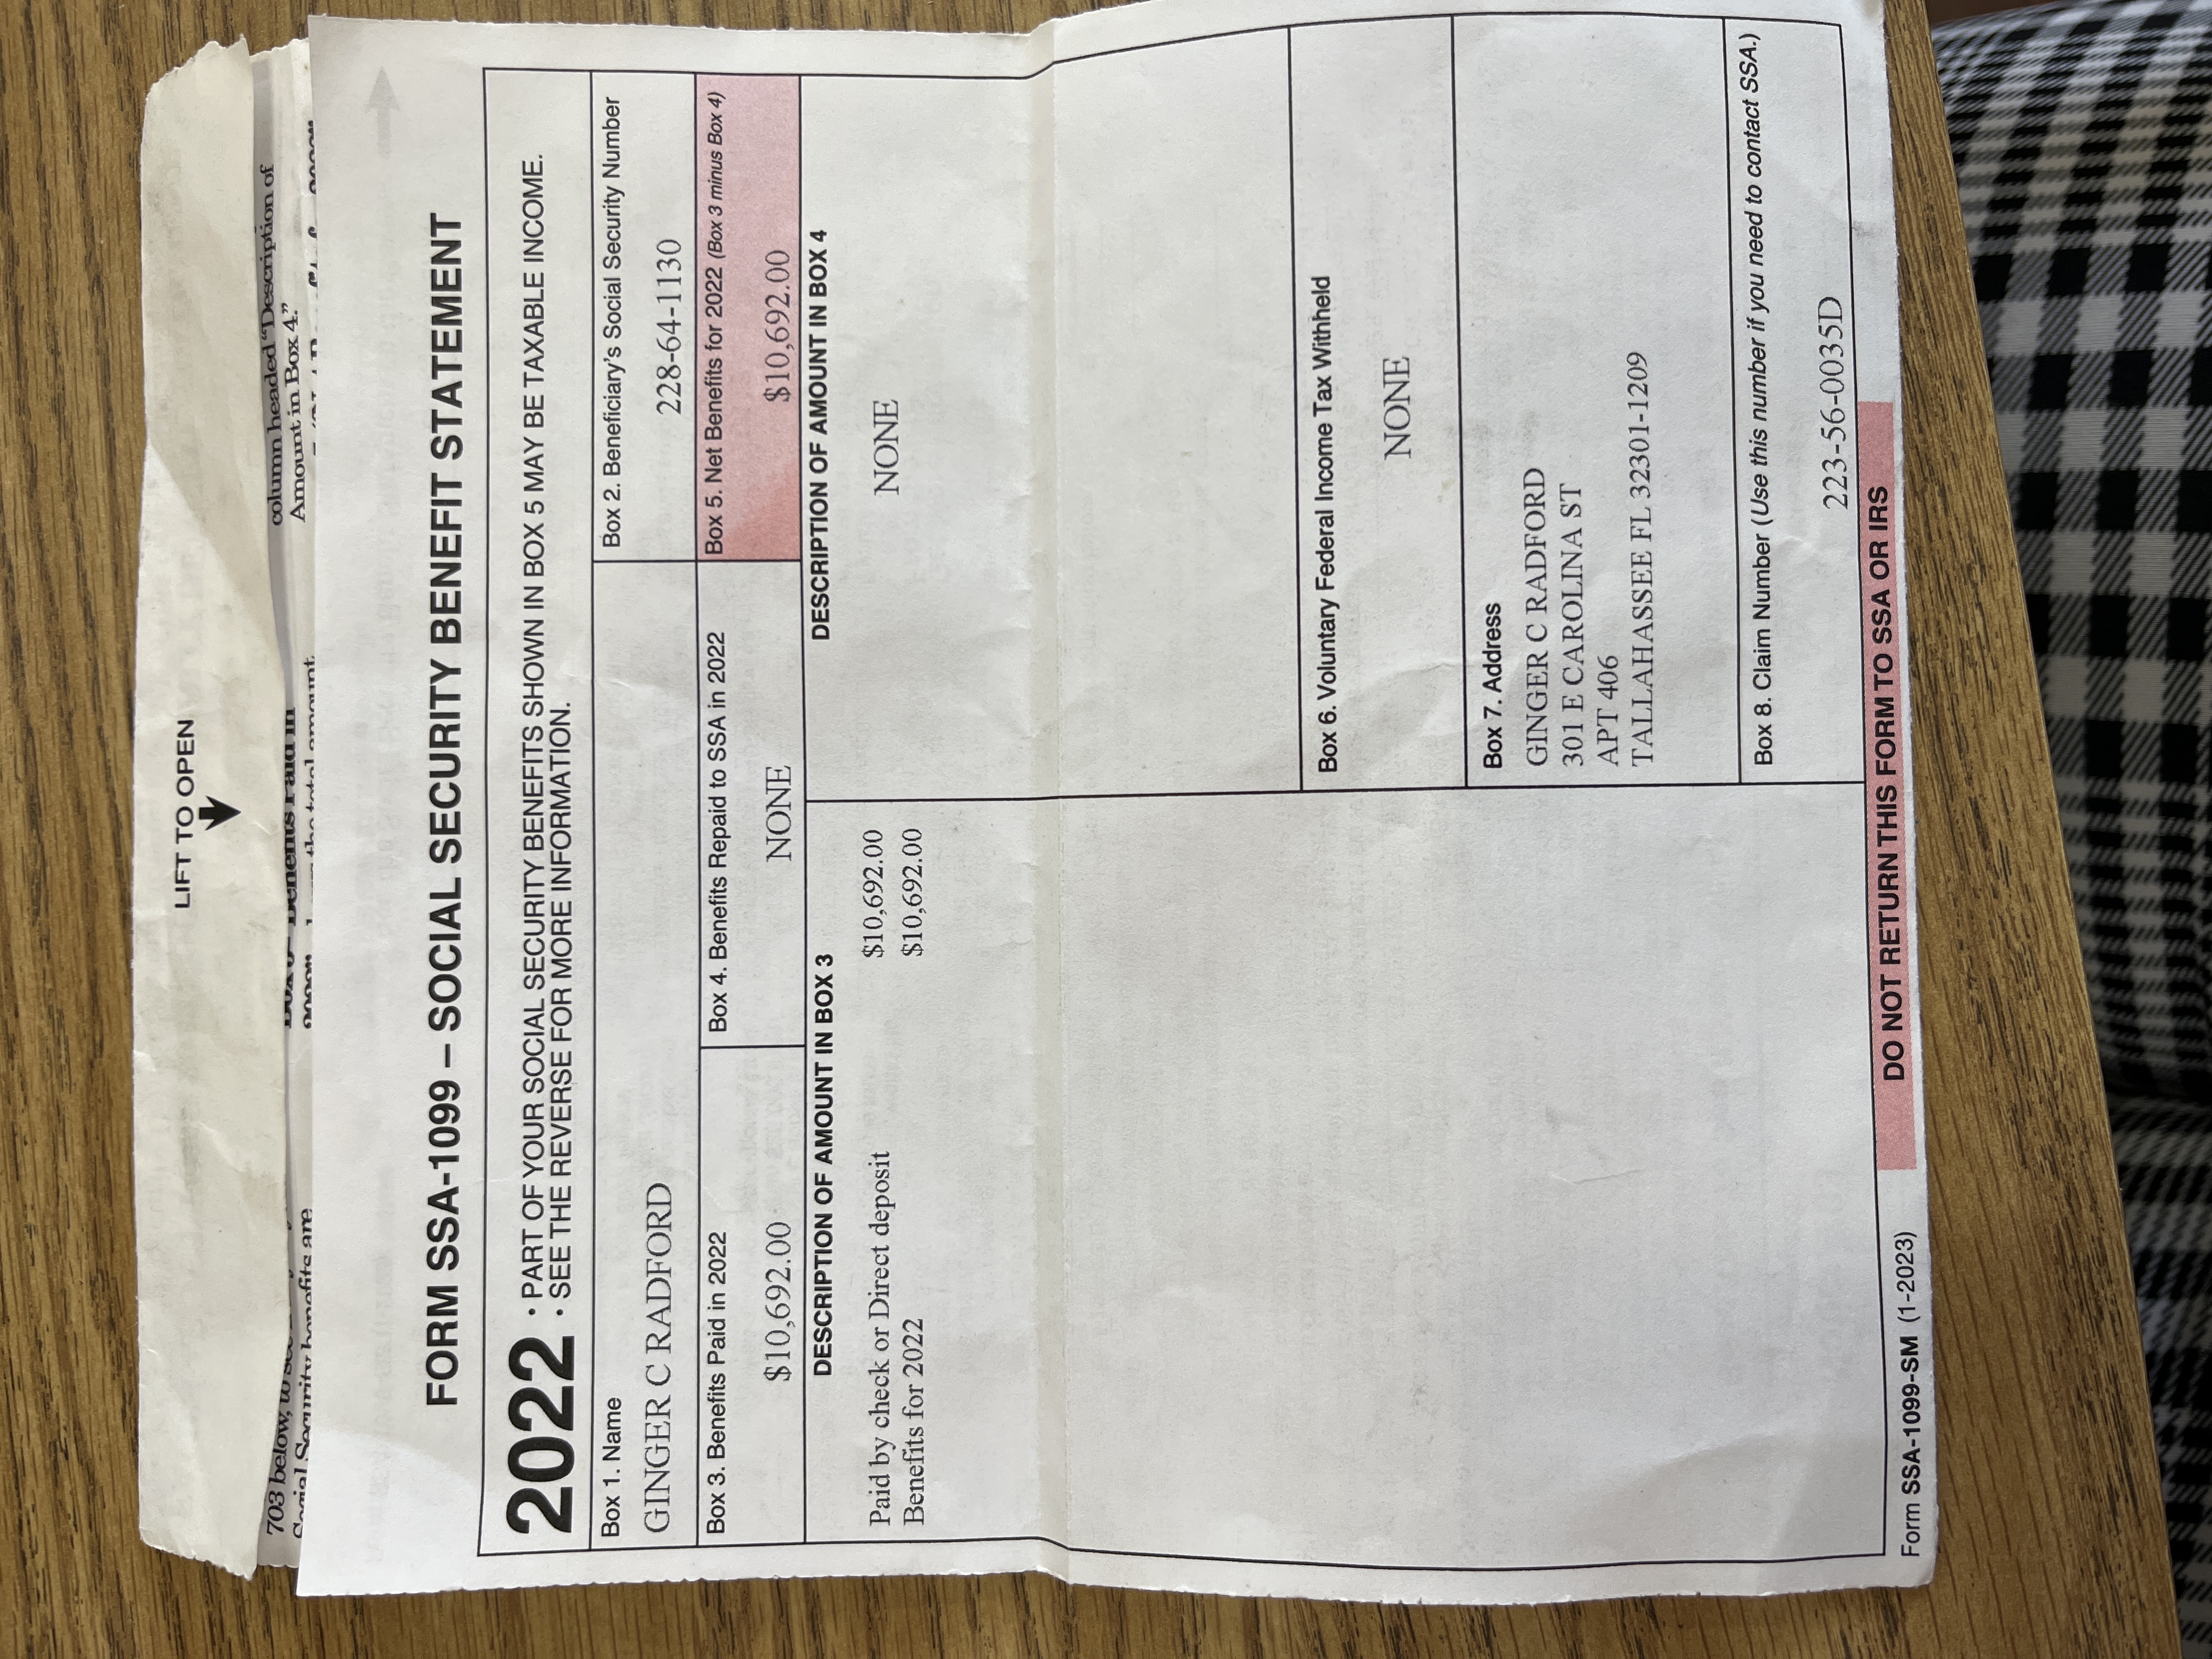 LIFT TO OPEN
column headed "Description of
Amount in Box 4."
703 below, to
Social Security benefits are
FORM SSA-1099 – SOCIAL SECURITY BENEFIT STATEMENT
2022
• PART OF YOUR SOCIAL SECURITY BENEFITS SHOWN IN BOX 5 MAY BE TAXABLE INCOME.
• SEE THE REVERSE FOR MORE INFORMATION.
Box 1. Name
GINGER C RADFORD
Box 2. Beneficiary's Social Security Number
228-64-1130
Box 3. Benefits Paid in 2022
$10,692.00
Box 4. Benefits Repaid to SSA in 2022
NONE
Box 5. Net Benefits for 2022 (Box 3 minus Box 4)
$10,692.00
DESCRIPTION OF AMOUNT IN BOX 3
Paid by check or Direct deposit $10,692.00
Benefits for 2022 $10,692.00
DESCRIPTION OF AMOUNT IN BOX 4
NONE
Box 6. Voluntary Federal Income Tax Withheld
NONE
Box 7. Address
GINGER C RADFORD
301 E CAROLINA ST
APT 406
TALLAHASSEE FL 32301-1209
Box 8. Claim Number (Use this number if you need to contact SSA.)
223-56-0035D
Form SSA-1099-SM (1-2023)
DO NOT RETURN THIS FORM TO SSA OR IRS